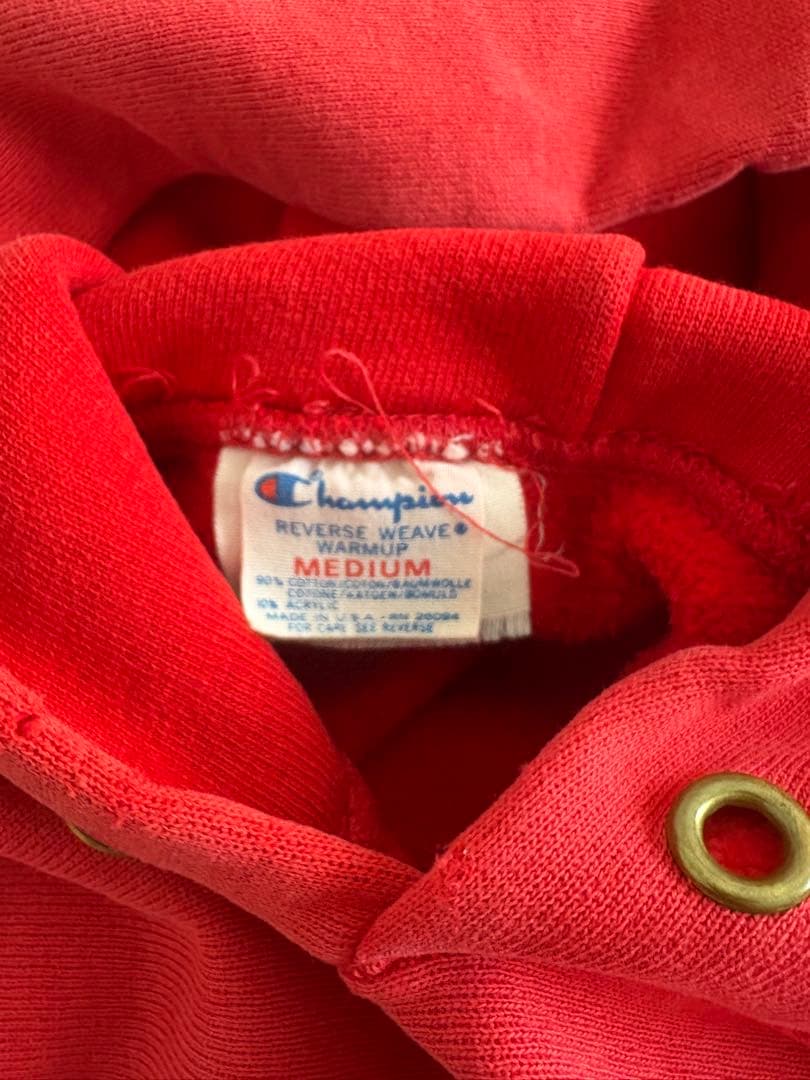 Champion
REVERSE WEAVE®
WARMUP
MEDIUM
90% COTTON/COTON/BAUMWOLLE
COTONE/KATOEN/BOMULD
10% ACRYLIC
MADE IN U.S.A - RN 26094
FOR CARE SEE REVERSE